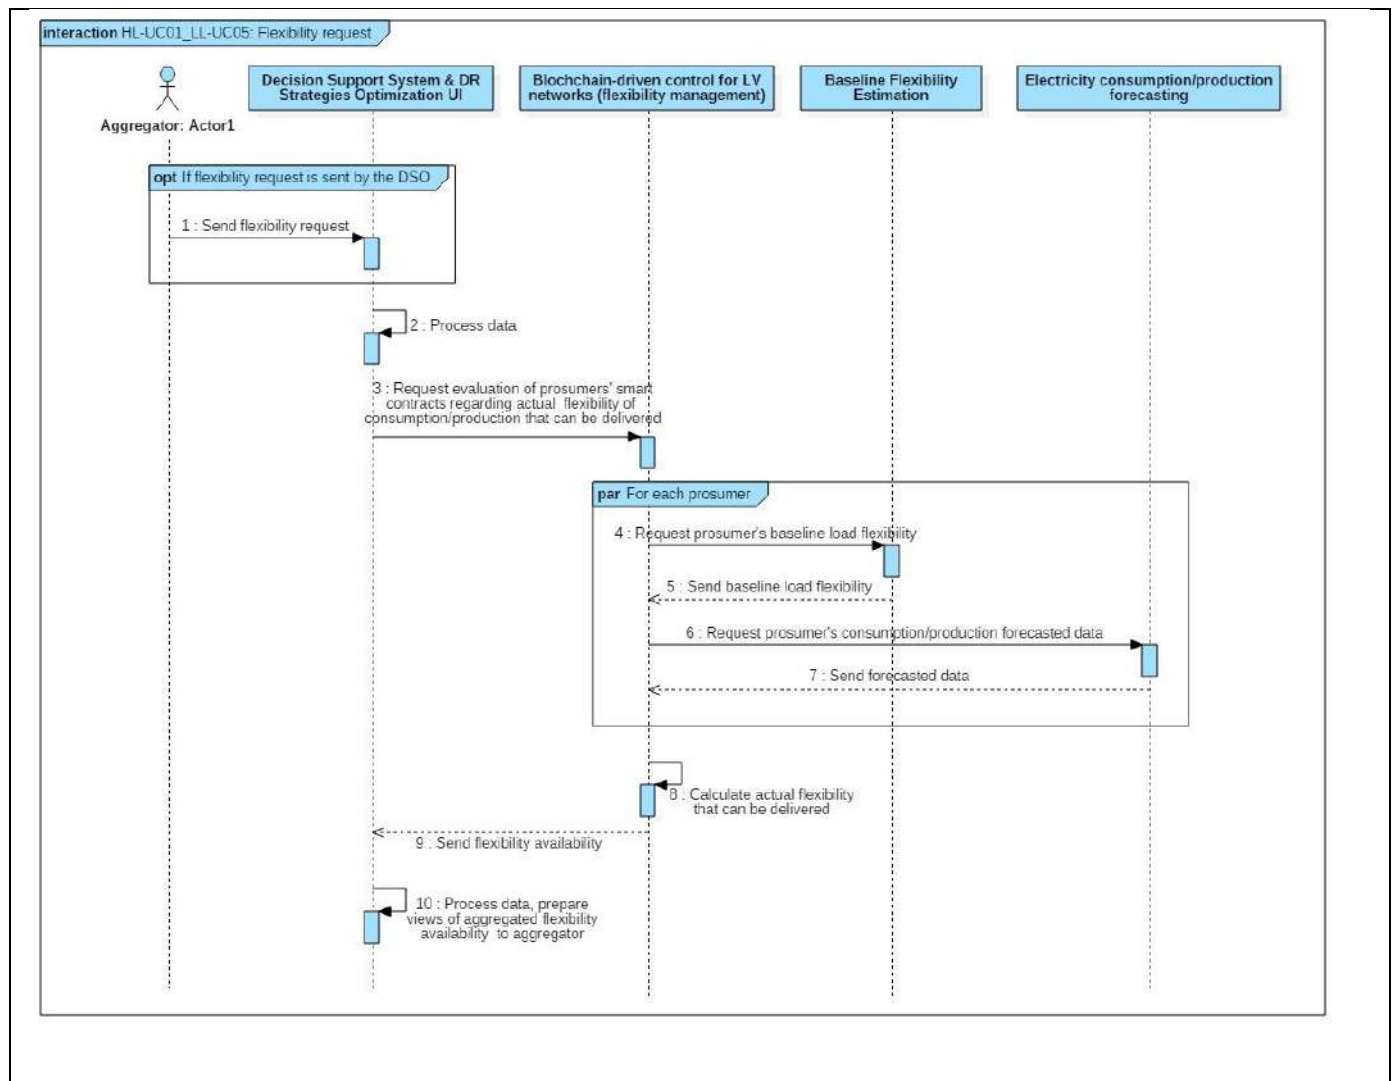 interaction HL-UC01_LL-UC05: Flexibility request
Aggregator: Actor1
Decision Support System & DR
Strategies Optimization UI
Blochchain-driven control for LV
networks (flexibility management)
Baseline Flexibility
Estimation
Electricity consumption/production
forecasting
opt If flexibility request is sent by the DSO
1 : Send flexibility request
2 : Process data
3 : Request evaluation of prosumers' smart
contracts regarding actual flexibility of
consumption/production that can be delivered
par For each prosumer
4 : Request prosumer's baseline load flexibility
5 : Send baseline load flexibility
6 : Request prosumer's consumption/production forecasted data
7 : Send forecasted data
8 : Calculate actual flexibility
that can be delivered
9 : Send flexibility availability
10 : Process data, prepare
views of aggregated flexibility
availability to aggregator